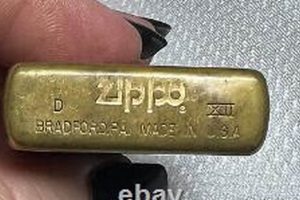 D Zippo XII
BRADFORD,PA. MADE IN U.S.A
ebay